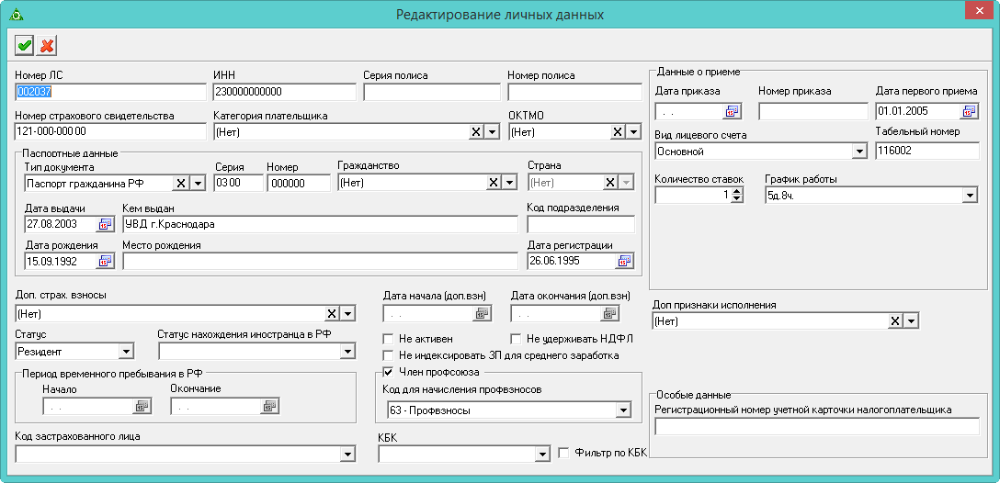 Редактирование личных данных
Номер ЛС ИНН Серия полиса Номер полиса
002037 230000000000
Номер страхового свидетельства Категория плательщика ОКТМО
121-000-000 00 (Нет) (Нет)
Паспортные данные
Тип документа Серия Номер Гражданство Страна
Паспорт гражданина РФ 03 00 000000 (Нет) (Нет)
Дата выдачи Кем выдан Код подразделения
27.08.2003 УВД г.Краснодара
Дата рождения Место рождения Дата регистрации
15.09.1992 26.06.1995
Данные о приеме
Дата приказа Номер приказа Дата первого приема
. . 01.01.2005
Вид лицевого счета Табельный номер
Основной 116002
Количество ставок График работы
1 5д.8ч.
Доп. страх. взносы Дата начала (доп.взн) Дата окончания (доп.взн)
(Нет) . . . .
Доп признаки исполнения
(Нет)
Статус Статус нахождения иностранца в РФ
Резидент
Не активен Не удерживать НДФЛ
Не индексировать ЗП для среднего заработка
Член профсоюза
Период временного пребывания в РФ
Начало Окончание
. . . .
Код для начисления профвзносов
63 - Профвзносы
Особые данные
Регистрационный номер учетной карточки налогоплательщика
Код застрахованного лица КБК
Фильтр по КБК